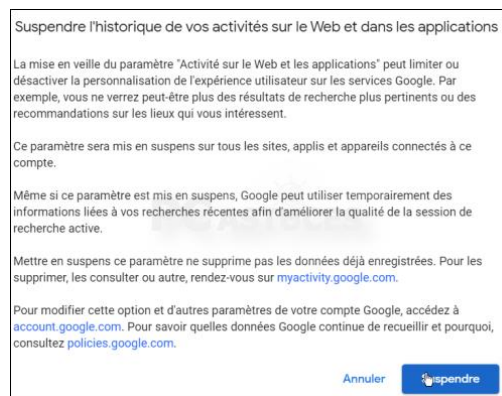 Suspendre l'historique de vos activités sur le Web et dans les applications
La mise en veille du paramètre "Activité sur le Web et les applications" peut limiter ou
désactiver la personnalisation de l'expérience utilisateur sur les services Google. Par
exemple, vous ne verrez peut-être plus des résultats de recherche plus pertinents ou des
recommandations sur les lieux qui vous intéressent.
Ce paramètre sera mis en suspens sur tous les sites, applis et appareils connectés à ce
compte.
Même si ce paramètre est mis en suspens, Google peut utiliser temporairement des
informations liées à vos recherches récentes afin d'améliorer la qualité de la session de
recherche active.
Mettre en suspens ce paramètre ne supprime pas les données déjà enregistrées. Pour les
supprimer, les consulter ou autre, rendez-vous sur myactivity.google.com.
Pour modifier cette option et d'autres paramètres de votre compte Google, accédez à
account.google.com. Pour savoir quelles données Google continue de recueillir et pourquoi,
consultez policies.google.com.
Annuler Suspendre